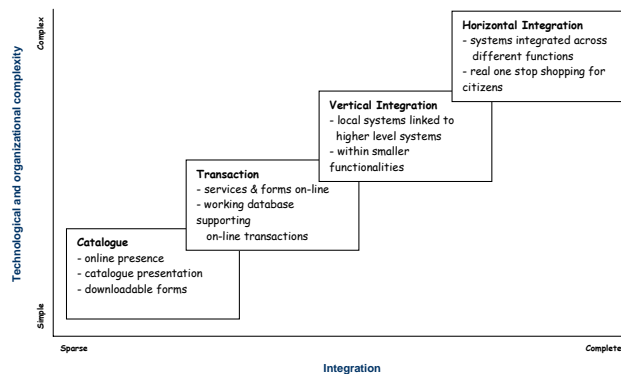 Complex
Technological and organizational complexity
Simple
Horizontal Integration
- systems integrated across
different functions
- real one stop shopping for
citizens
Vertical Integration
- local systems linked to
higher level systems
- within smaller
functionalities
Transaction
- services & forms on-line
- working database
supporting
on-line transactions
Catalogue
- online presence
- catalogue presentation
- downloadable forms
Sparse
Complete
Integration